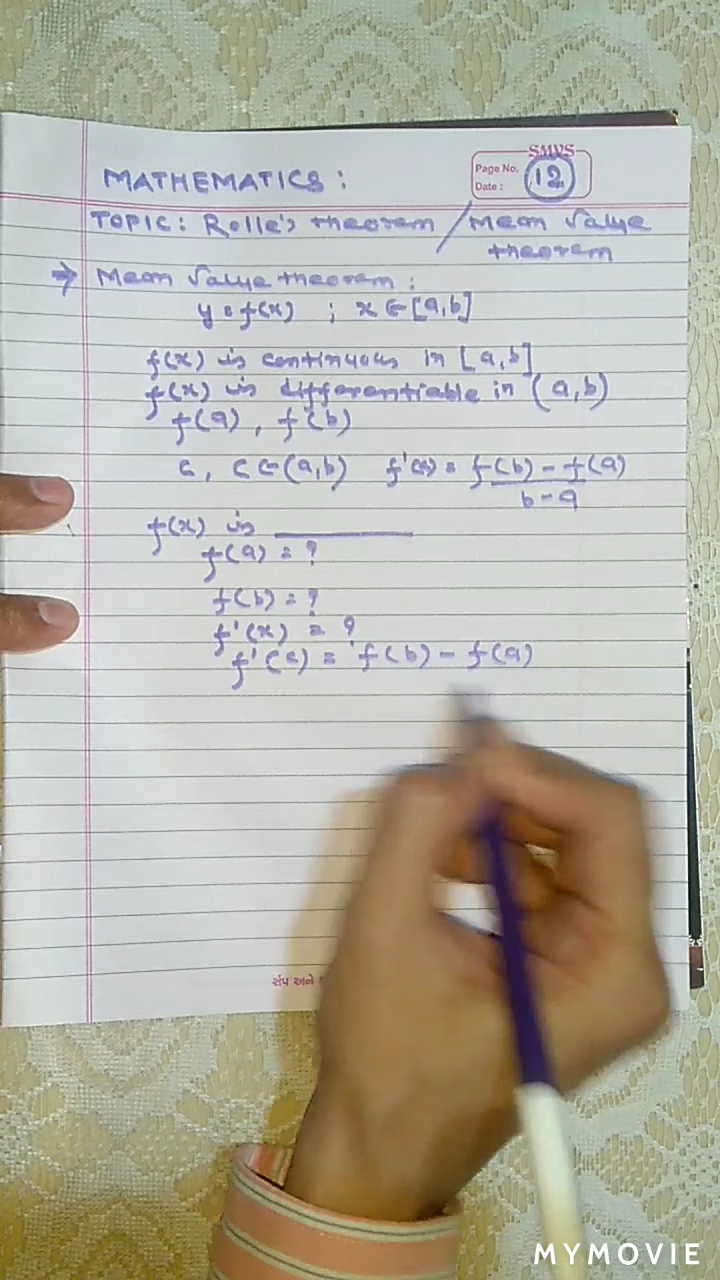 SMVS
Page No.
Date :
12
MATHEMATICS :
TOPIC : Rolle's theorem / Mean Value theorem
→ Mean Value theorem :
y = f(x) ; x ∈ [a,b]
f(x) is continuous in [a,b]
f(x) is differentiable in (a,b)
f(a), f(b)
c, c ∈ (a,b) f'(c) = f(b) - f(a)
b-a
f(x) is
f(a) = ?
f(b) = ?
f'(x) = ?
f'(c) = f(b) - f(a)
સંપ અને
MYMOVIE